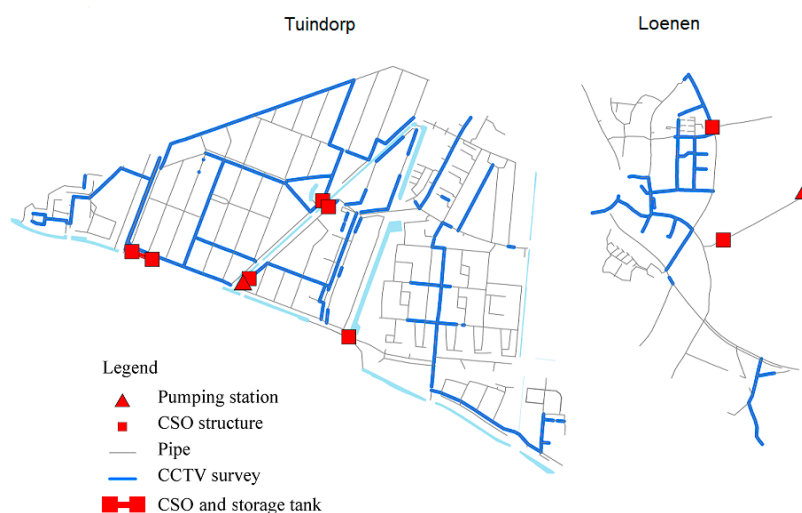 Tuindorp
Loenen
Legend
Pumping station
CSO structure
Pipe
CCTV survey
CSO and storage tank